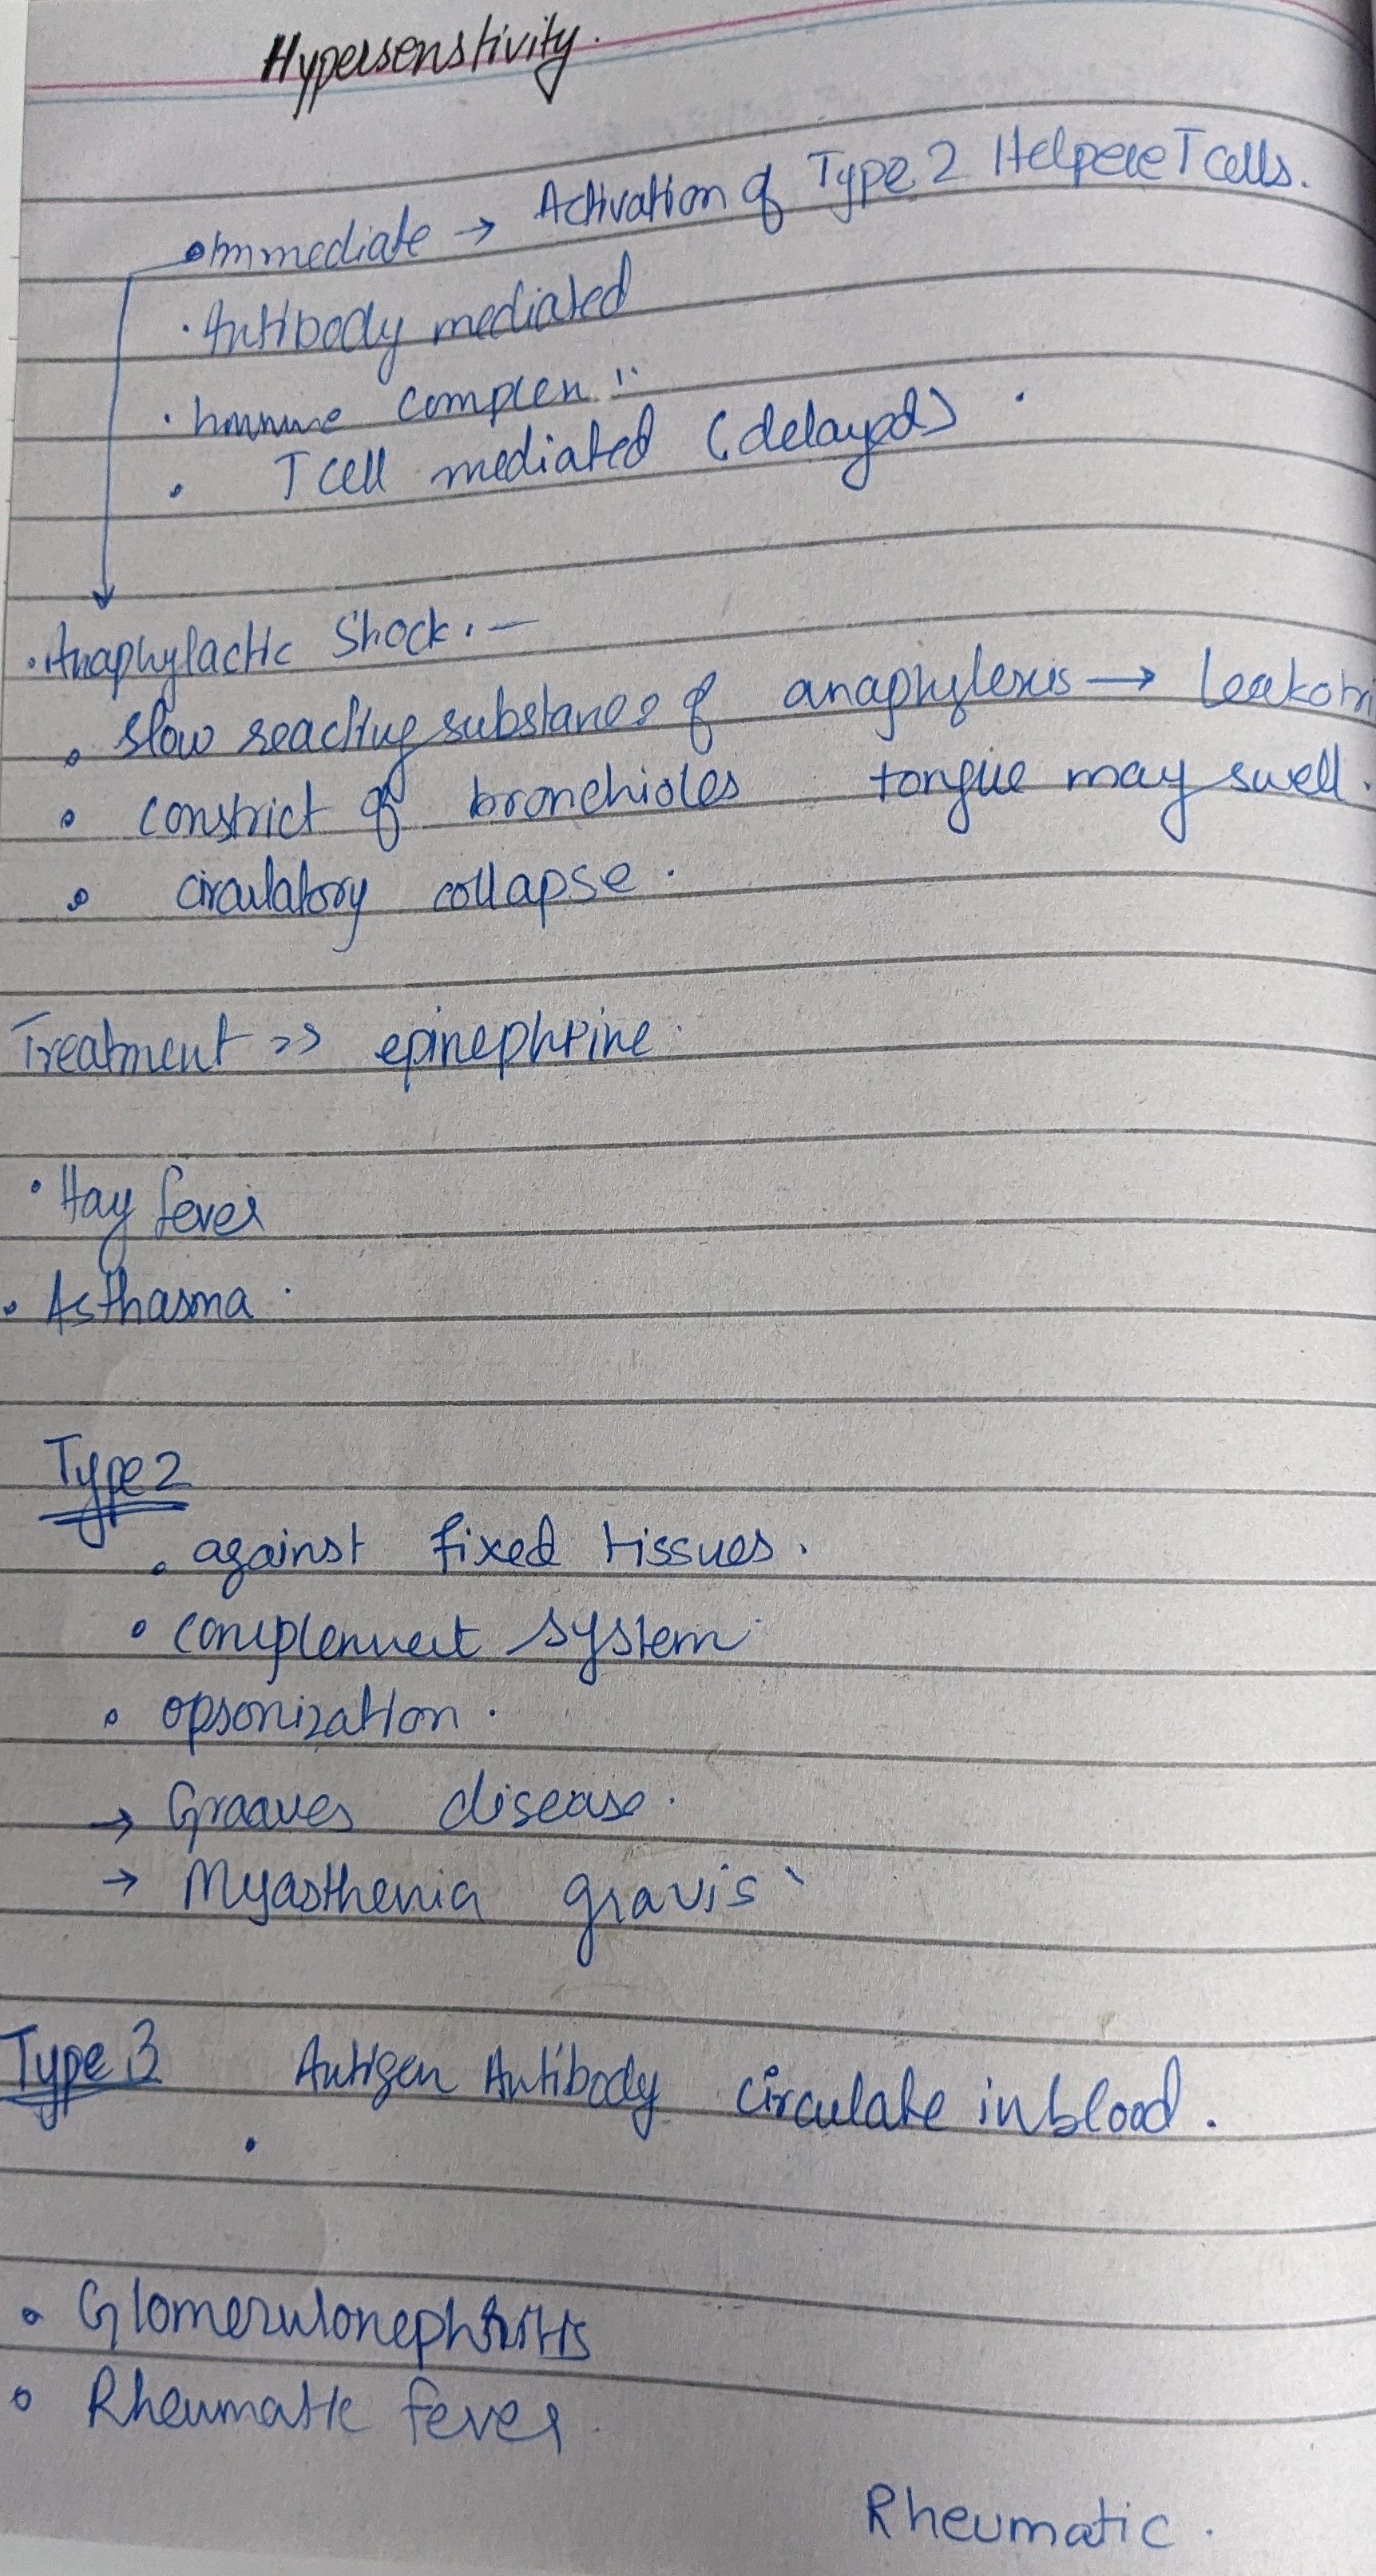 Hypersenstivity.
•Immediate → Activation of Type 2 Helpere T cells.
• Antibody mediated
• Immune complex "
• T cell mediated (delayed)
• Anaphylactic Shock. —
• slow reacting substance of anaphylexis → Leakotri
• constrict of bronchioles tongue may swell.
• circulatory collapse.
Treatment => epinephrine.
• Hay fever
• Asthasma.
Type 2
• against fixed tissues.
• complement system
• opsonization.
→ Graaves disease.
→ Myasthenia gravis
Type 3 Antigen Antibody circulate in blood.
•
• Glomerulonephritis
• Rheumatic fever.
Rheumatic.